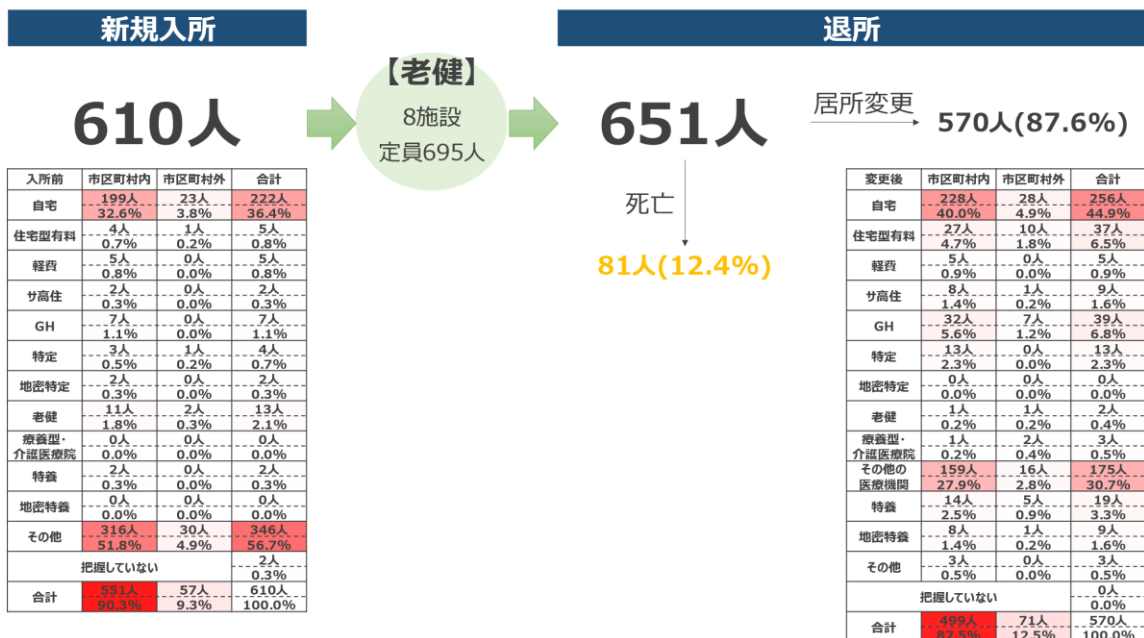 新規入所
退所
【老健】
8施設
定員695人
610人
651人
居所変更
570人(87.6%)
死亡
81人(12.4%)
入所前 市区町村内 市区町村外 合計
自宅 199人 23人 222人
32.6% 3.8% 36.4%
住宅型有料 4人 1人 5人
0.7% 0.2% 0.8%
軽費 5人 0人 5人
0.8% 0.0% 0.8%
サ高住 2人 0人 2人
0.3% 0.0% 0.3%
GH 7人 0人 7人
1.1% 0.0% 1.1%
特定 3人 1人 4人
0.5% 0.2% 0.7%
地密特定 2人 0人 2人
0.3% 0.0% 0.3%
老健 11人 2人 13人
1.8% 0.3% 2.1%
療養型・ 0人 0人 0人
介護医療院 0.0% 0.0% 0.0%
特養 2人 0人 2人
0.3% 0.0% 0.3%
地密特養 0人 0人 0人
0.0% 0.0% 0.0%
その他 316人 30人 346人
51.8% 4.9% 56.7%
把握していない 2人
0.3%
合計 551人 57人 610人
90.3% 9.3% 100.0%
変更後 市区町村内 市区町村外 合計
自宅 228人 28人 256人
40.0% 4.9% 44.9%
住宅型有料 27人 10人 37人
4.7% 1.8% 6.5%
軽費 5人 0人 5人
0.9% 0.0% 0.9%
サ高住 8人 1人 9人
1.4% 0.2% 1.6%
GH 32人 7人 39人
5.6% 1.2% 6.8%
特定 13人 0人 13人
2.3% 0.0% 2.3%
地密特定 0人 0人 0人
0.0% 0.0% 0.0%
老健 1人 1人 2人
0.2% 0.2% 0.4%
療養型・ 1人 2人 3人
介護医療院 0.2% 0.4% 0.5%
その他の 159人 16人 175人
医療機関 27.9% 2.8% 30.7%
特養 14人 5人 19人
2.5% 0.9% 3.3%
地密特養 8人 1人 9人
1.4% 0.2% 1.6%
その他 3人 0人 3人
0.5% 0.0% 0.5%
把握していない 0人
0.0%
合計 499人 71人 570人
87.5% 12.5% 100.0%